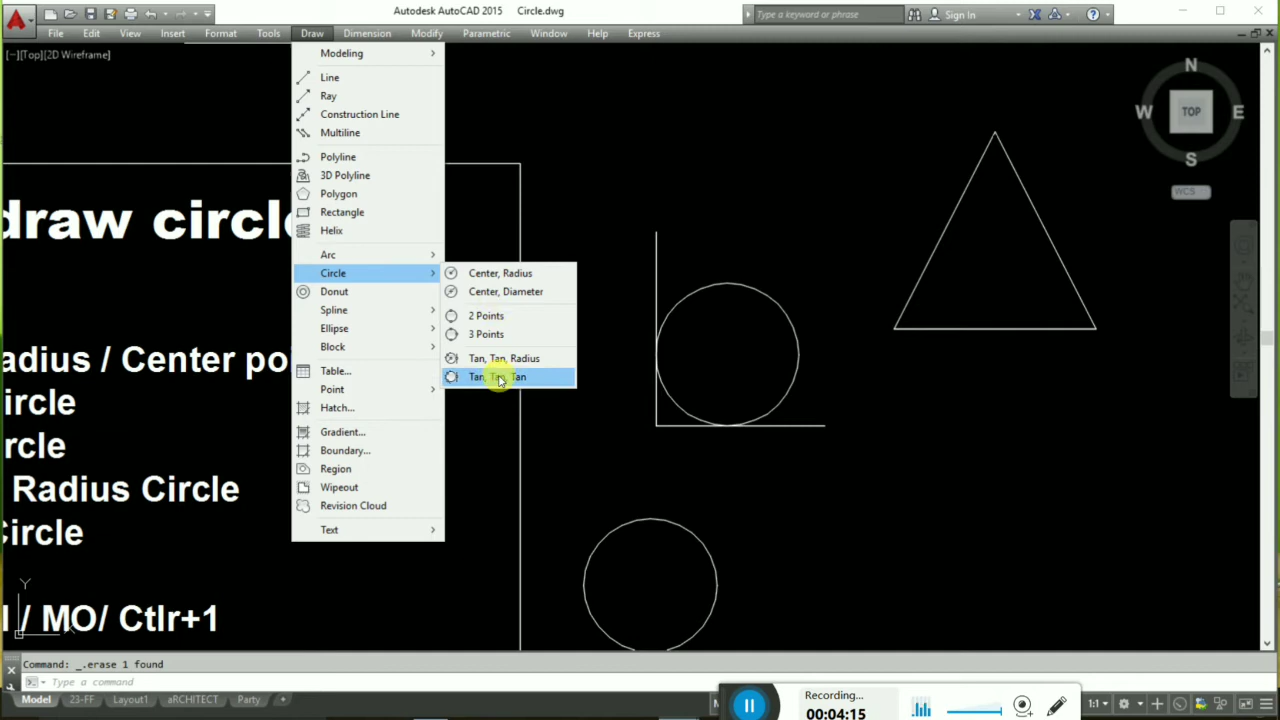 Autodesk AutoCAD 2015 Circle.dwg
Type a keyword or phrase
Sign In
File Edit View Insert Format Tools Draw Dimension Modify Parametric Window Help Express
[−][Top][2D Wireframe]
Modeling
Line
Ray
Construction Line
Multiline
Polyline
3D Polyline
Polygon
Rectangle
Helix
Arc
Circle
Donut
Spline
Ellipse
Block
Table...
Point
Hatch...
Gradient...
Boundary...
Region
Wipeout
Revision Cloud
Text
Center, Radius
Center, Diameter
2 Points
3 Points
Tan, Tan, Radius
Tan, Tan, Tan
draw circle
adius / Center po
ircle
rcle
Radius Circle
Circle
/ MO/ Ctlr+1
Y
X
N
W
TOP
E
S
WCS
Command: _.erase 1 found
Type a command
Model 23-FF Layout1 aRCHITECT Party +
Recording...
00:04:15
1:1